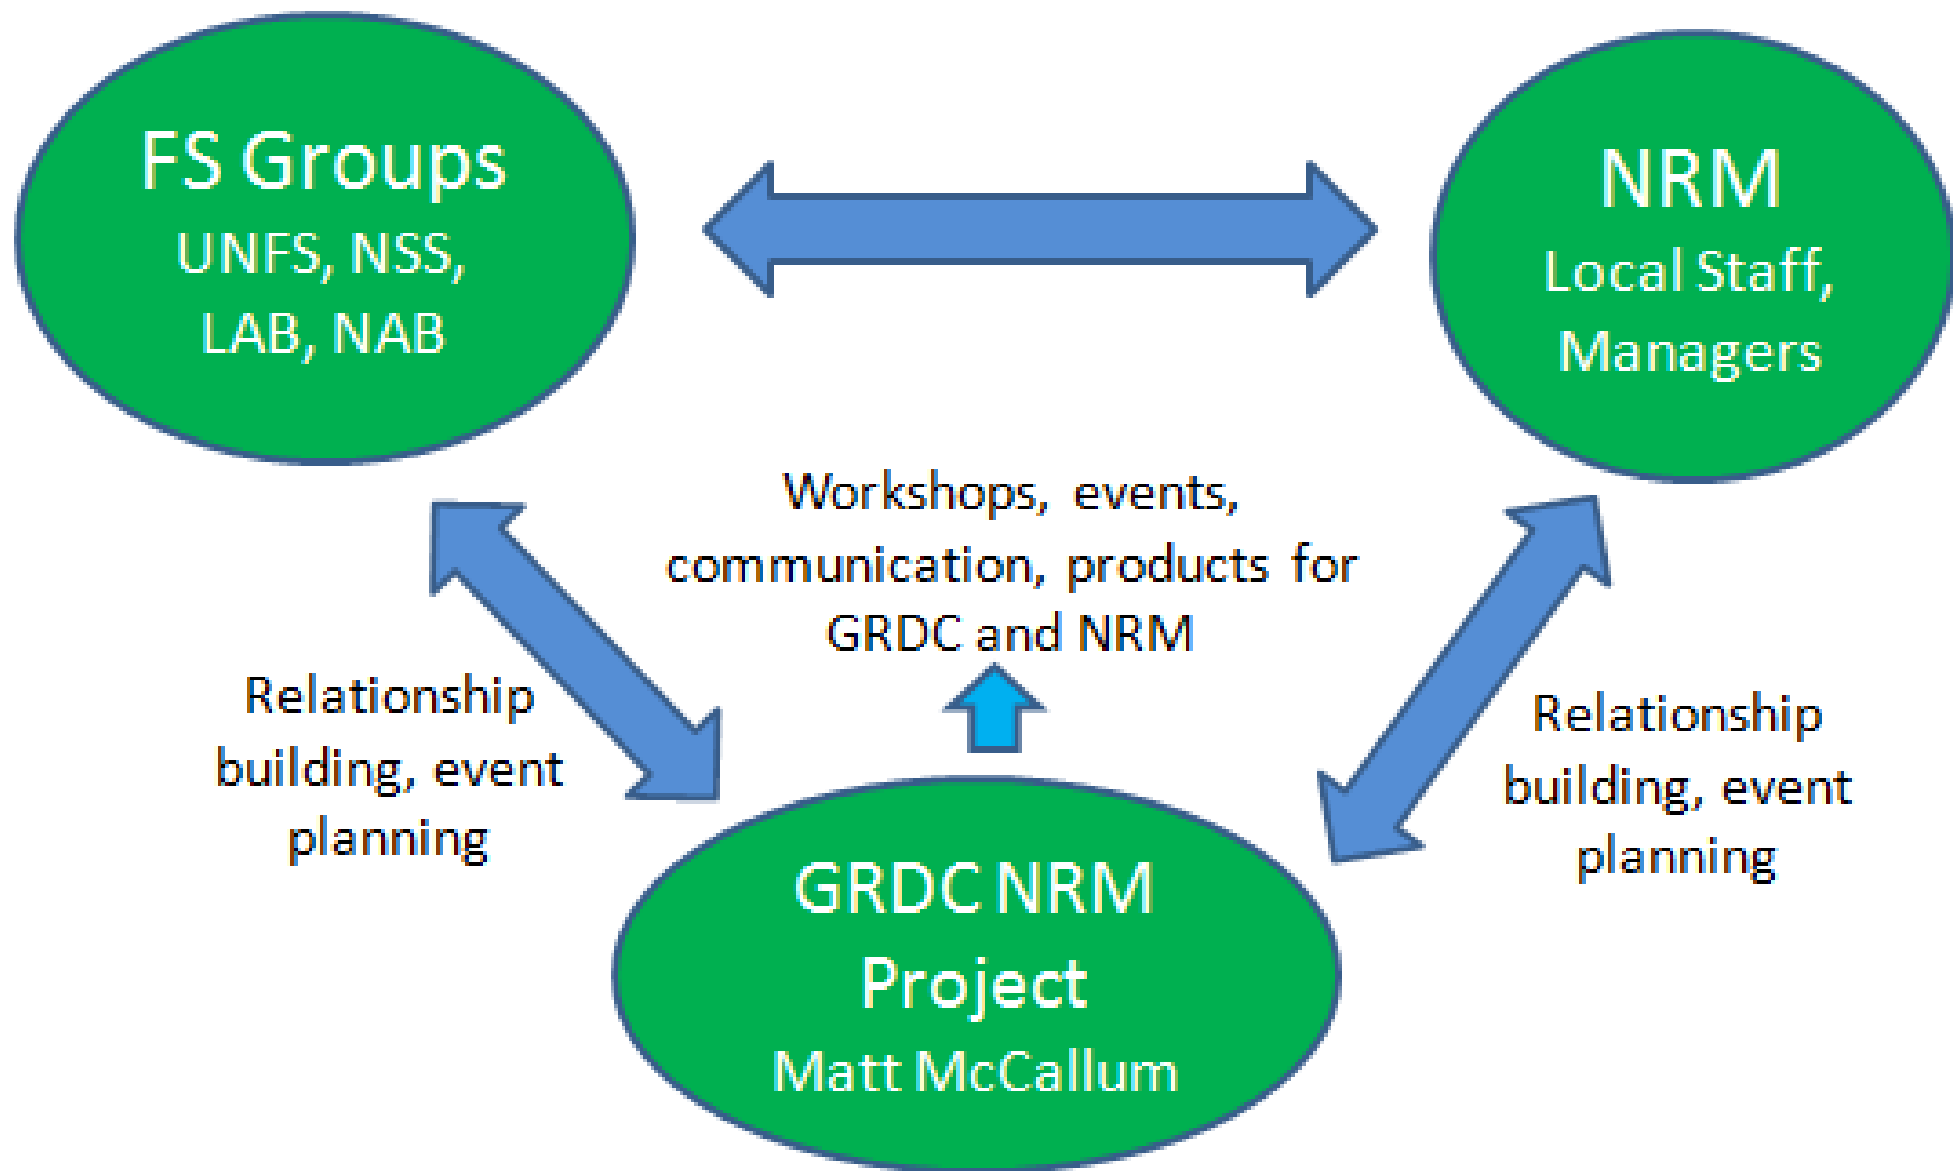 FS Groups
UNFS, NSS,
LAB, NAB
NRM
Local Staff,
Managers
Workshops, events,
communication, products for
GRDC and NRM
Relationship
building, event
planning
Relationship
building, event
planning
GRDC NRM
Project
Matt McCallum